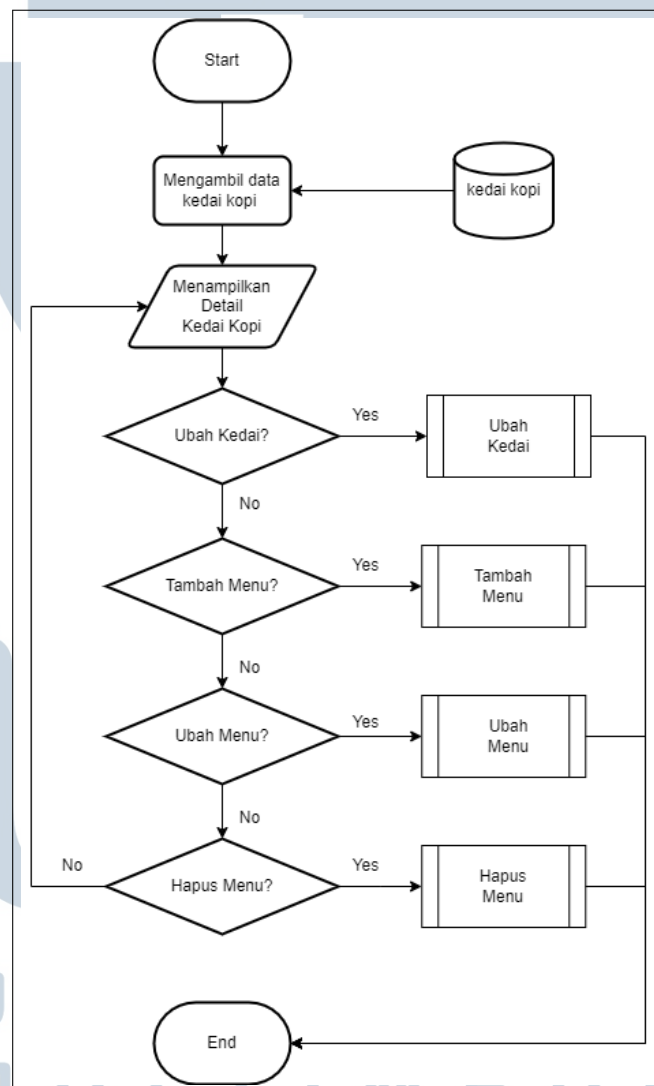 Start
Mengambil data
kedai kopi
kedai kopi
Menampilkan
Detail
Kedai Kopi
Ubah Kedai?
Yes
Ubah
Kedai
No
Tambah Menu?
Yes
Tambah
Menu
No
Ubah Menu?
Yes
Ubah
Menu
No
Hapus Menu?
No
Yes
Hapus
Menu
End